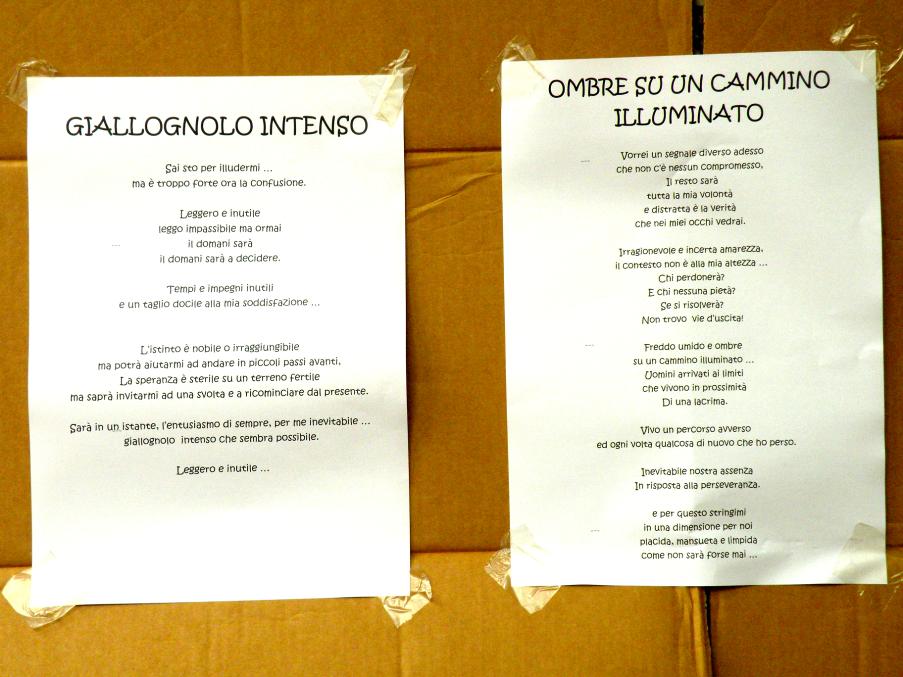 GIALLOGNOLO INTENSO
Sai sto per illudermi ...
ma è troppo forte ora la confusione.
Leggero e inutile
leggo impassibile ma ormai
il domani sarà
il domani sarà a decidere.
Tempi e impegni inutili
e un taglio docile alla mia soddisfazione ...
L'istinto è nobile o irraggiungibile
ma potrà aiutarmi ad andare in piccoli passi avanti,
La speranza è sterile su un terreno fertile
ma saprà invitarmi ad una svolta e a ricominciare dal presente.
Sarà in un istante, l'entusiasmo di sempre, per me inevitabile ...
giallognolo intenso che sembra possibile.
Leggero e inutile ...
OMBRE SU UN CAMMINO
ILLUMINATO
Vorrei un segnale diverso adesso
che non c'è nessun compromesso,
Il resto sarà
tutta la mia volontà
e distratta è la verità
che nei miei occhi vedrai.
Irragionevole e incerta amarezza,
il contesto non è alla mia altezza ...
Chi perdonerà?
E chi nessuna pietà?
Se si risolverà?
Non trovo vie d'uscita!
Freddo umido e ombre
su un cammino illuminato ...
Uomini arrivati ai limiti
che vivono in prossimità
Di una lacrima.
Vivo un percorso avverso
ed ogni volta qualcosa di nuovo che ho perso.
Inevitabile nostra assenza
In risposta alla perseveranza.
e per questo stringimi
in una dimensione per noi
placida, mansueta e limpida
come non sarà forse mai ...